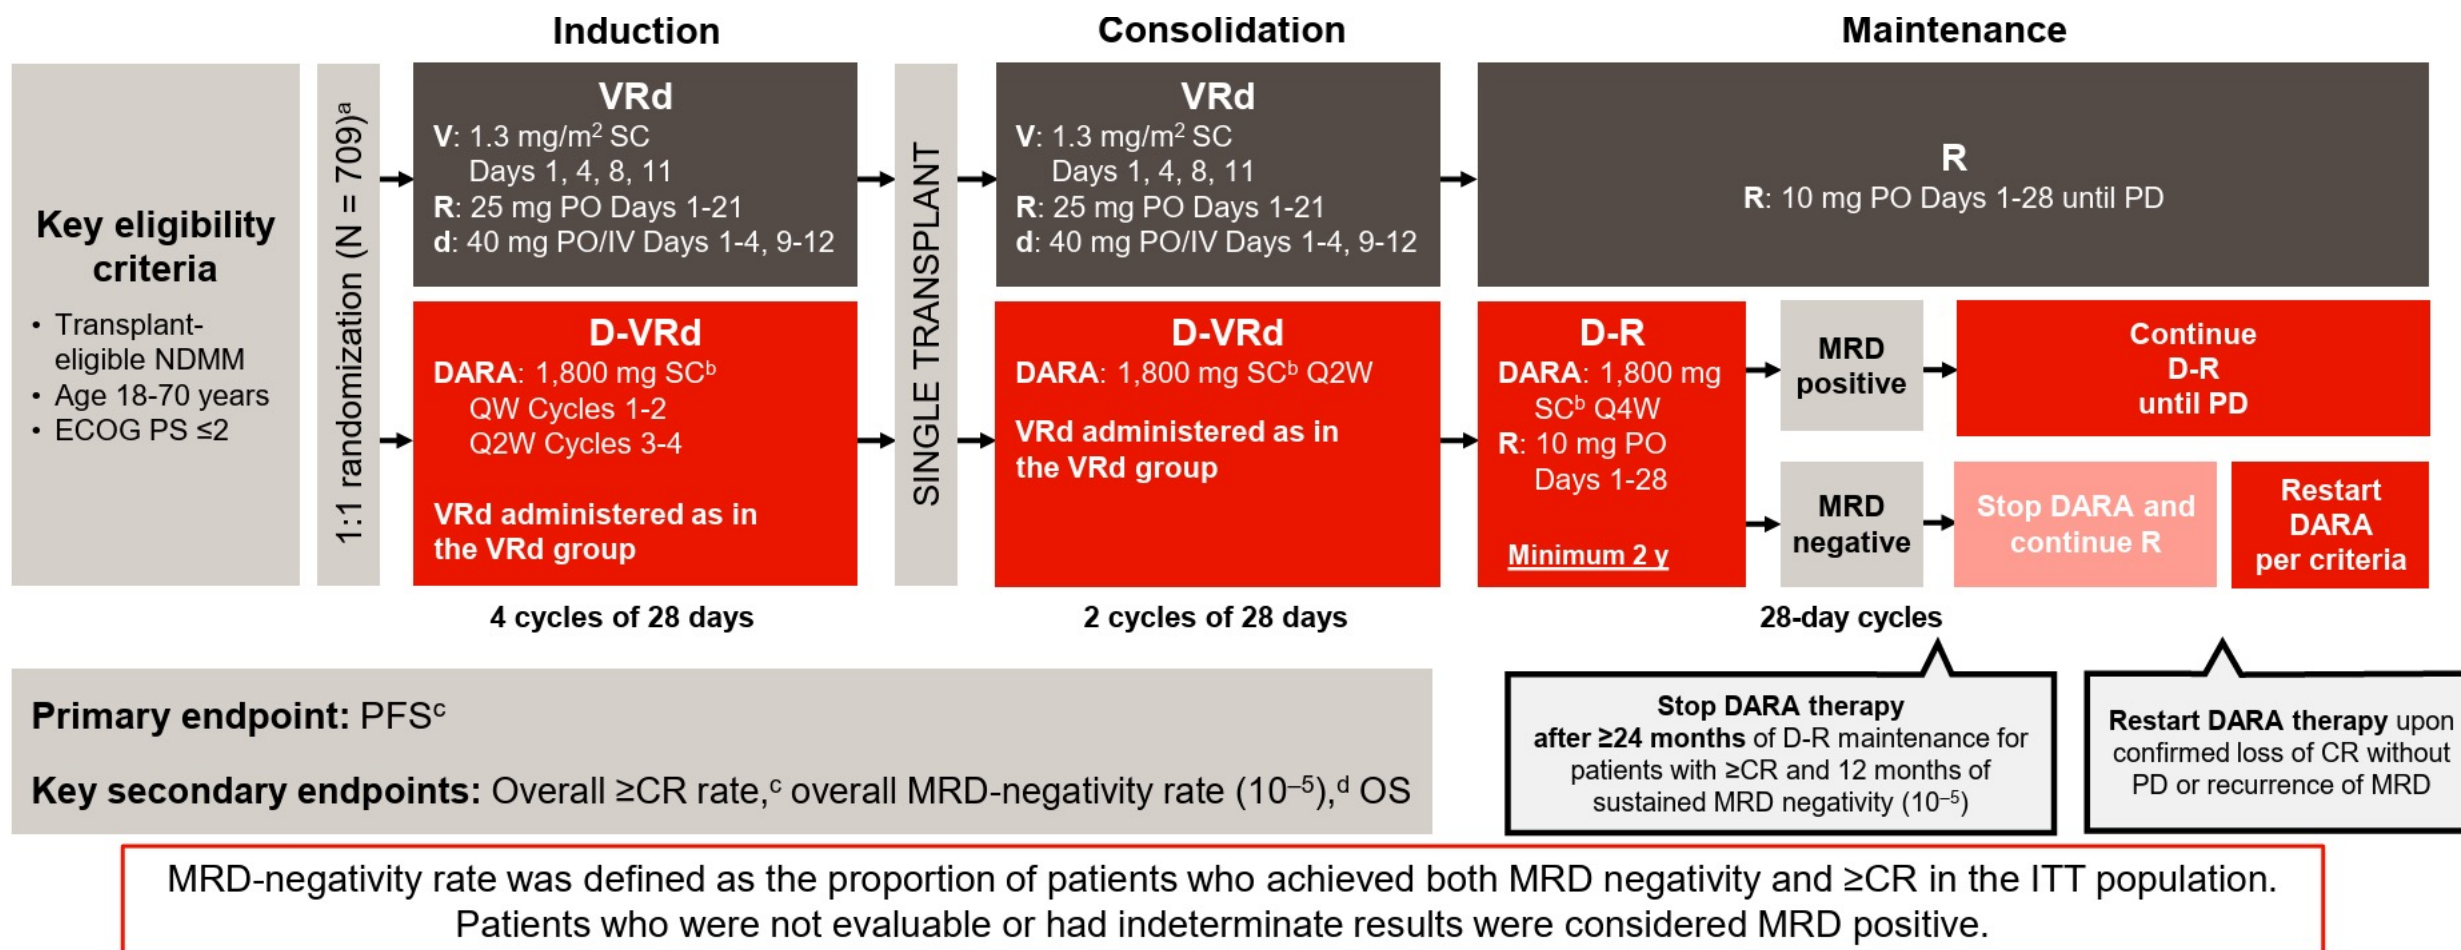 Induction
Consolidation
Maintenance
Key eligibility
criteria
• Transplant-
eligible NDMM
• Age 18-70 years
• ECOG PS ≤2
1:1 randomization (N = 709)ᵃ
VRd
V: 1.3 mg/m² SC
Days 1, 4, 8, 11
R: 25 mg PO Days 1-21
d: 40 mg PO/IV Days 1-4, 9-12
D-VRd
DARA: 1,800 mg SCᵇ
QW Cycles 1-2
Q2W Cycles 3-4
VRd administered as in
the VRd group
4 cycles of 28 days
SINGLE TRANSPLANT
VRd
V: 1.3 mg/m² SC
Days 1, 4, 8, 11
R: 25 mg PO Days 1-21
d: 40 mg PO/IV Days 1-4, 9-12
D-VRd
DARA: 1,800 mg SCᵇ Q2W
VRd administered as in
the VRd group
2 cycles of 28 days
R
R: 10 mg PO Days 1-28 until PD
D-R
DARA: 1,800 mg
SCᵇ Q4W
R: 10 mg PO
Days 1-28
Minimum 2 y
MRD
positive
Continue
D-R
until PD
MRD
negative
Stop DARA and
continue R
Restart
DARA
per criteria
28-day cycles
Stop DARA therapy
after ≥24 months of D-R maintenance for
patients with ≥CR and 12 months of
sustained MRD negativity (10⁻⁵)
Restart DARA therapy upon
confirmed loss of CR without
PD or recurrence of MRD
Primary endpoint: PFSᶜ
Key secondary endpoints: Overall ≥CR rate,ᶜ overall MRD-negativity rate (10⁻⁵),ᵈ OS
MRD-negativity rate was defined as the proportion of patients who achieved both MRD negativity and ≥CR in the ITT population.
Patients who were not evaluable or had indeterminate results were considered MRD positive.